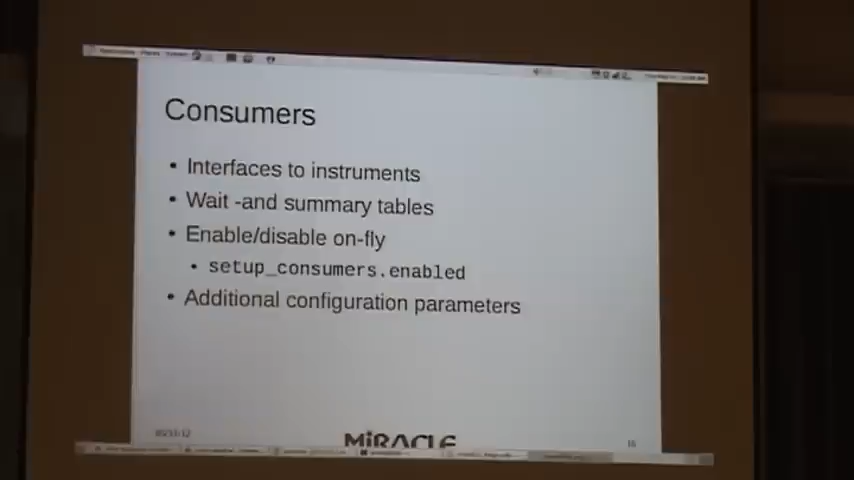 Consumers
• Interfaces to instruments
• Wait -and summary tables
• Enable/disable on-fly
• setup_consumers.enabled
• Additional configuration parameters
MiRACLE